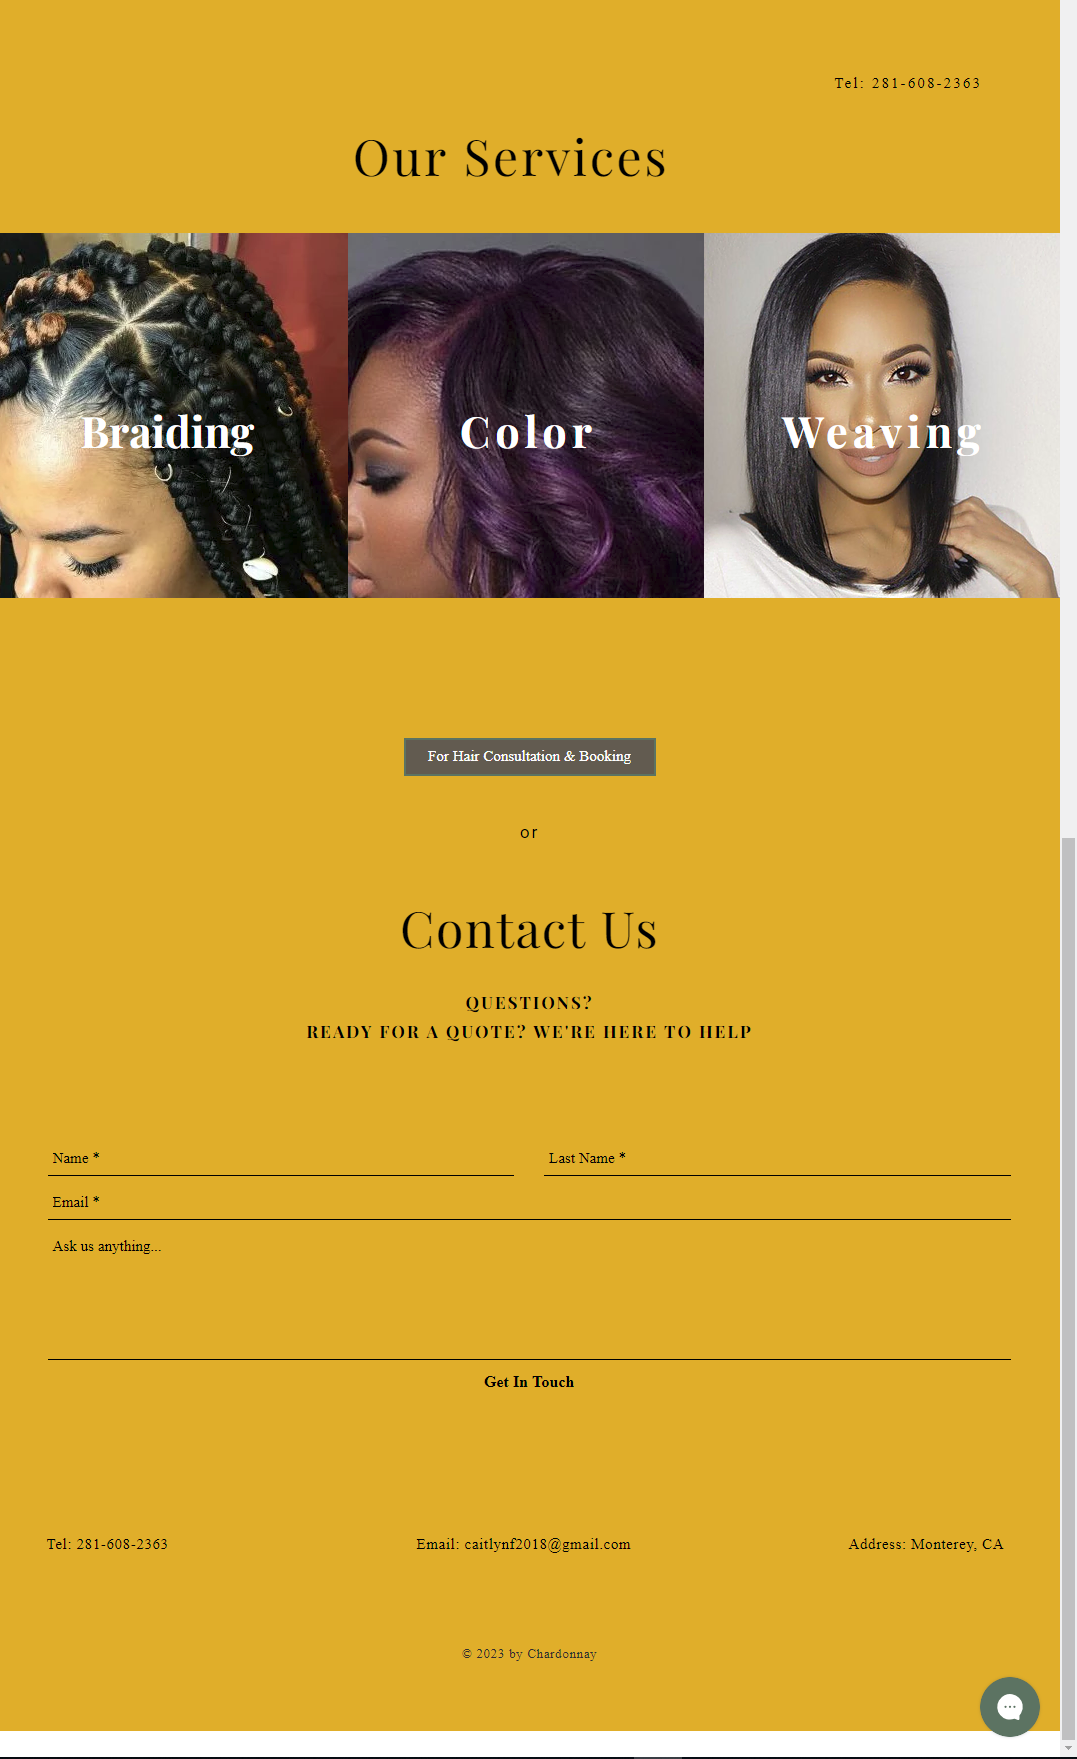 Tel: 281-608-2363
Our Services
Braiding
Color
Weaving
For Hair Consultation & Booking
or
Contact Us
QUESTIONS?
READY FOR A QUOTE? WE'RE HERE TO HELP
Name *
Last Name *
Email *
Ask us anything...
Get In Touch
Tel: 281-608-2363
Email: caitlynf2018@gmail.com
Address: Monterey, CA
© 2023 by Chardonnay